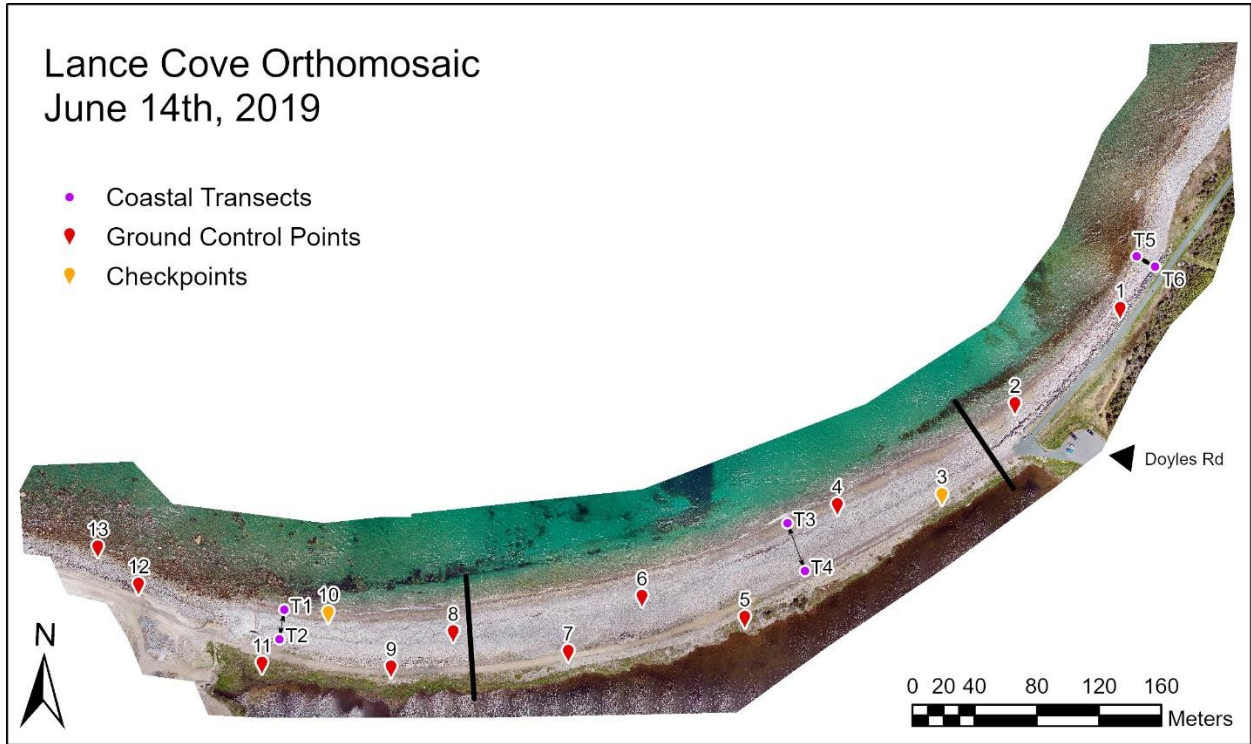 Lance Cove Orthomosaic
June 14th, 2019
Coastal Transects
Ground Control Points
Checkpoints
T5
T6
1
2
Doyles Rd
3
4
T3
T4
13
12
6
5
T1
10
T2
8
7
11
9
N
0 20 40 80 120 160
Meters